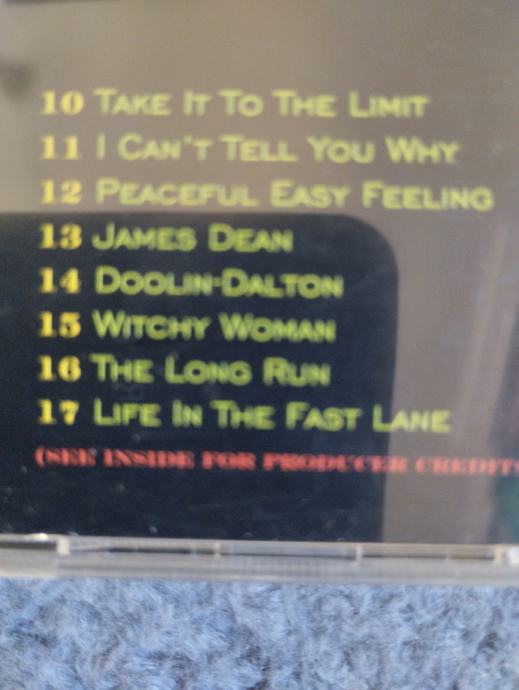 10 TAKE IT TO THE LIMIT
11 I CAN'T TELL YOU WHY
12 PEACEFUL EASY FEELING
13 JAMES DEAN
14 DOOLIN-DALTON
15 WITCHY WOMAN
16 THE LONG RUN
17 LIFE IN THE FAST LANE
(SEE INSIDE FOR PRODUCER CREDITS